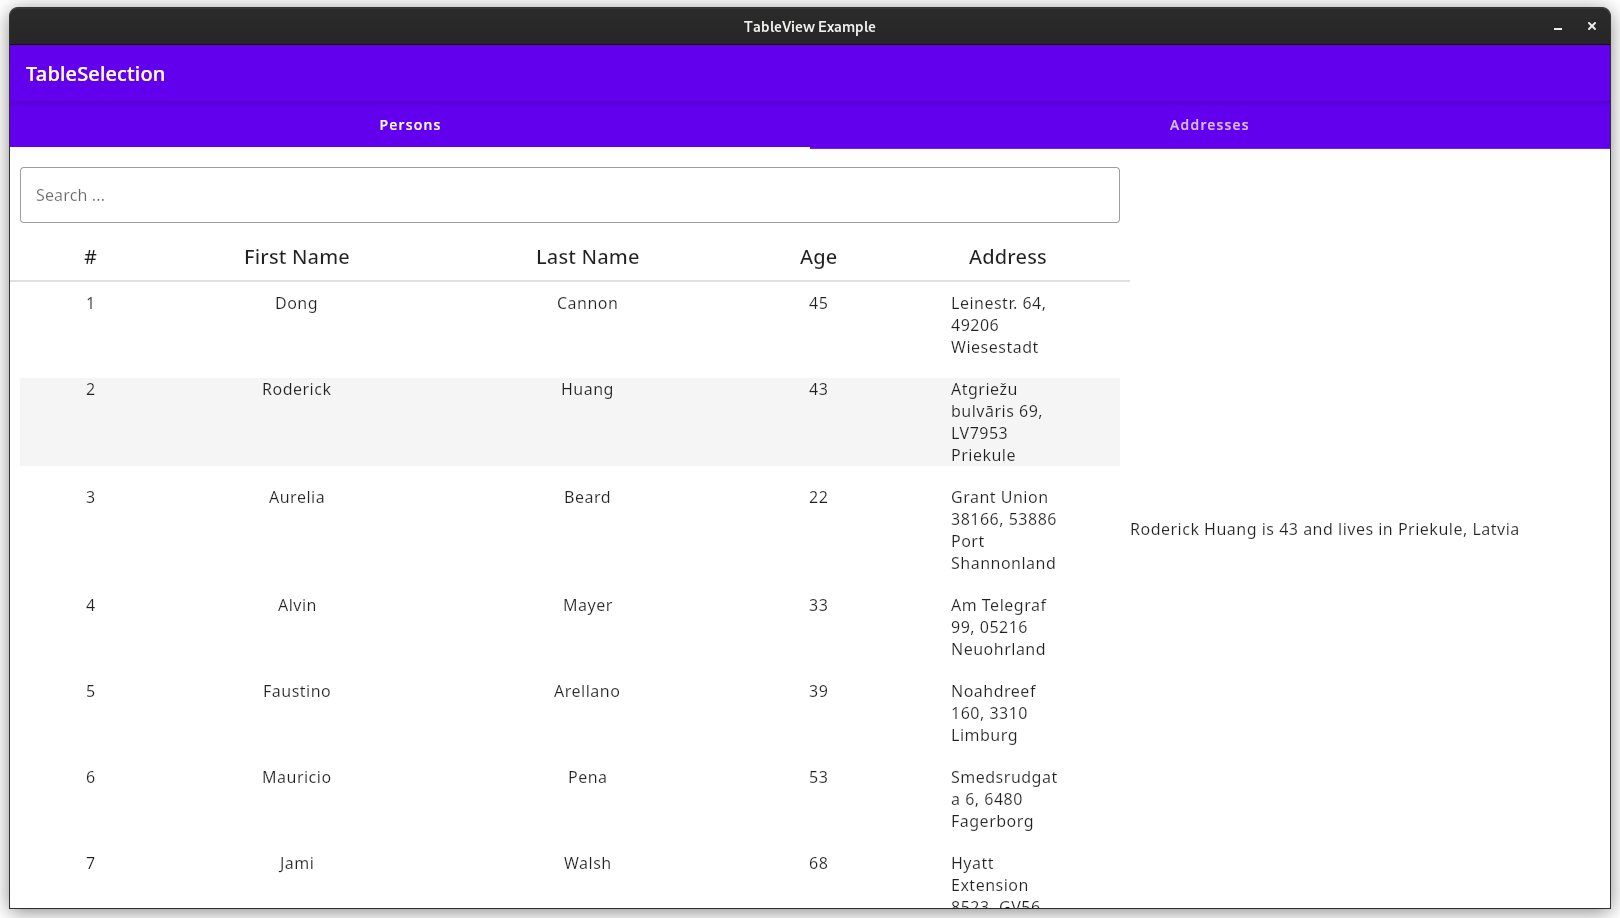 TableView Example
TableSelection
Persons Addresses
Search ...
# First Name Last Name Age Address
1 Dong Cannon 45 Leinestr. 64,
49206
Wiesestadt
2 Roderick Huang 43 Atgriežu
bulvāris 69,
LV7953
Priekule
3 Aurelia Beard 22 Grant Union
38166, 53886
Port
Shannonland
Roderick Huang is 43 and lives in Priekule, Latvia
4 Alvin Mayer 33 Am Telegraf
99, 05216
Neuohrland
5 Faustino Arellano 39 Noahdreef
160, 3310
Limburg
6 Mauricio Pena 53 Smedsrudgat
a 6, 6480
Fagerborg
7 Jami Walsh 68 Hyatt
Extension
8523, GV56